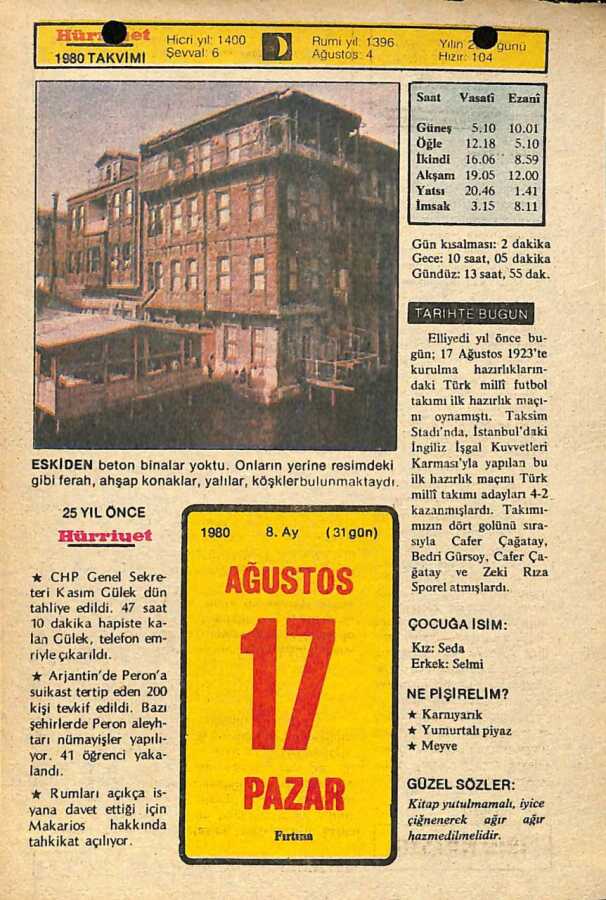 Hürriyet
1980 TAKVİMİ
Hicri yıl: 1400
Şevval: 6
Rumi yıl: 1396
Ağustos: 4
Yılın günü
Hızır: 104
Saat Vasatî Ezanî
Güneş 5.10 10.01
Öğle 12.18 5.10
İkindi 16.06 8.59
Akşam 19.05 12.00
Yatsı 20.46 1.41
İmsak 3.15 8.11
Gün kısalması: 2 dakika
Gece: 10 saat, 05 dakika
Gündüz: 13 saat, 55 dak.
TARİHTE BUGÜN
Elliyedi yıl önce bu-
gün; 17 Ağustos 1923'te
kurulma hazırlıkların-
daki Türk millî futbol
takımı ilk hazırlık maçı-
nı oynamıştı. Taksim
Stadı'nda, İstanbul'daki
İngiliz İşgal Kuvvetleri
Karması'yla yapılan bu
ilk hazırlık maçını Türk
millî takımı adayları 4-2
kazanmışlardı. Takımı-
mızın dört golünü sıra-
sıyla Cafer Çağatay,
Bedri Gürsoy, Cafer Ça-
ğatay ve Zeki Rıza
Sporel atmışlardı.
ESKİDEN beton binalar yoktu. Onların yerine resimdeki
gibi ferah, ahşap konaklar, yalılar, köşklerbulunmaktaydı.
25 YIL ÖNCE
Hürriyet
★ CHP Genel Sekre-
teri Kasım Gülek dün
tahliye edildi. 47 saat
10 dakika hapiste ka-
lan Gülek, telefon em-
riyle çıkarıldı.
★ Arjantin'de Peron'a
suikast tertip eden 200
kişi tevkif edildi. Bazı
şehirlerde Peron aleyh-
tarı nümayişler yapılı-
yor. 41 öğrenci yaka-
landı.
★ Rumları açıkça is-
yana davet ettiği için
Makarios hakkında
tahkikat açılıyor.
1980 8. Ay (31 gün)
AĞUSTOS
17
PAZAR
Fırtına
ÇOCUĞA İSİM:
Kız: Seda
Erkek: Selmi
NE PİŞİRELİM?
★ Karnıyarık
★ Yumurtalı piyaz
★ Meyve
GÜZEL SÖZLER:
Kitap yutulmamalı, iyice
çiğnenerek ağır ağır
hazmedilmelidir.